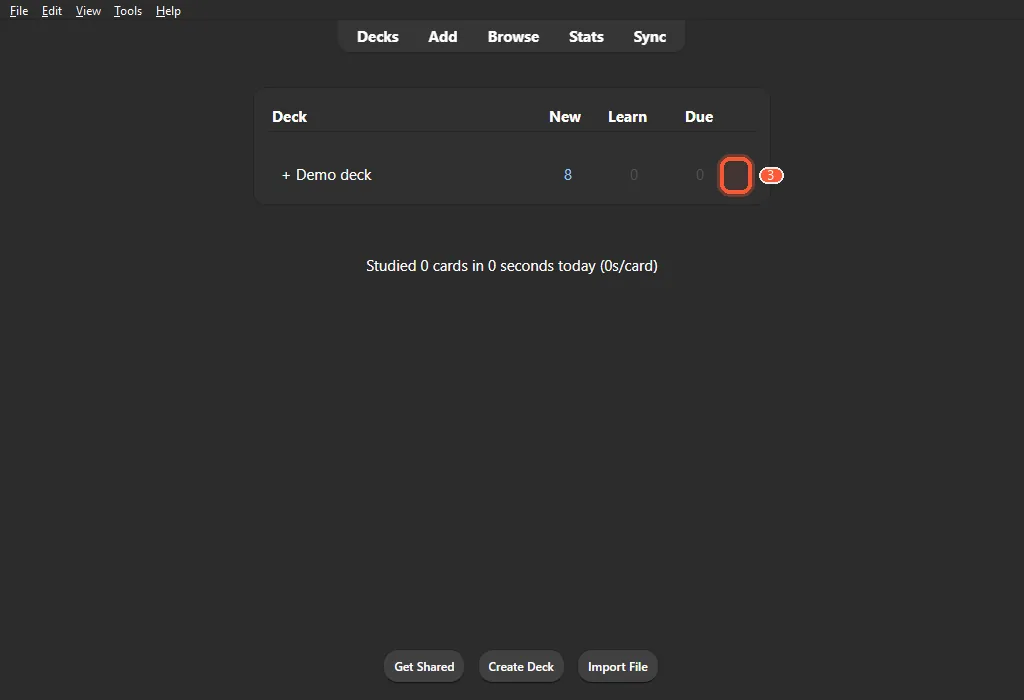 File Edit View Tools Help
Decks Add Browse Stats Sync
Deck New Learn Due
+ Demo deck 8 0 0 3
Studied 0 cards in 0 seconds today (0s/card)
Get Shared Create Deck Import File